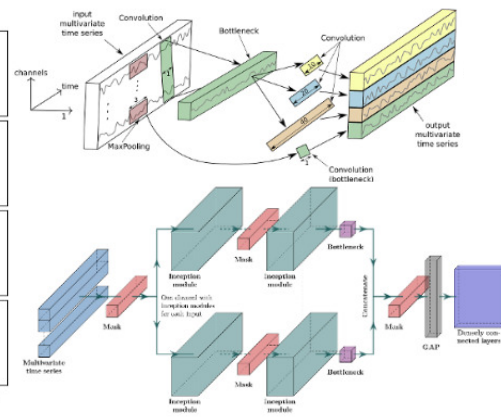 input
multivariate
time series
Convolution
Bottleneck
Convolution
channels
time
1
"1"
3
MaxPooling
10
20
40
1
Convolution
(bottleneck)
output
multivariate
time series
Multivariate
time series
Mask
One channel with
inception modules
for each input
Inception
module
Mask
Inception
module
Bottleneck
Inception
module
Mask
Inception
module
Bottleneck
Concatenate
Mask
GAP
Densely con-
nected layers